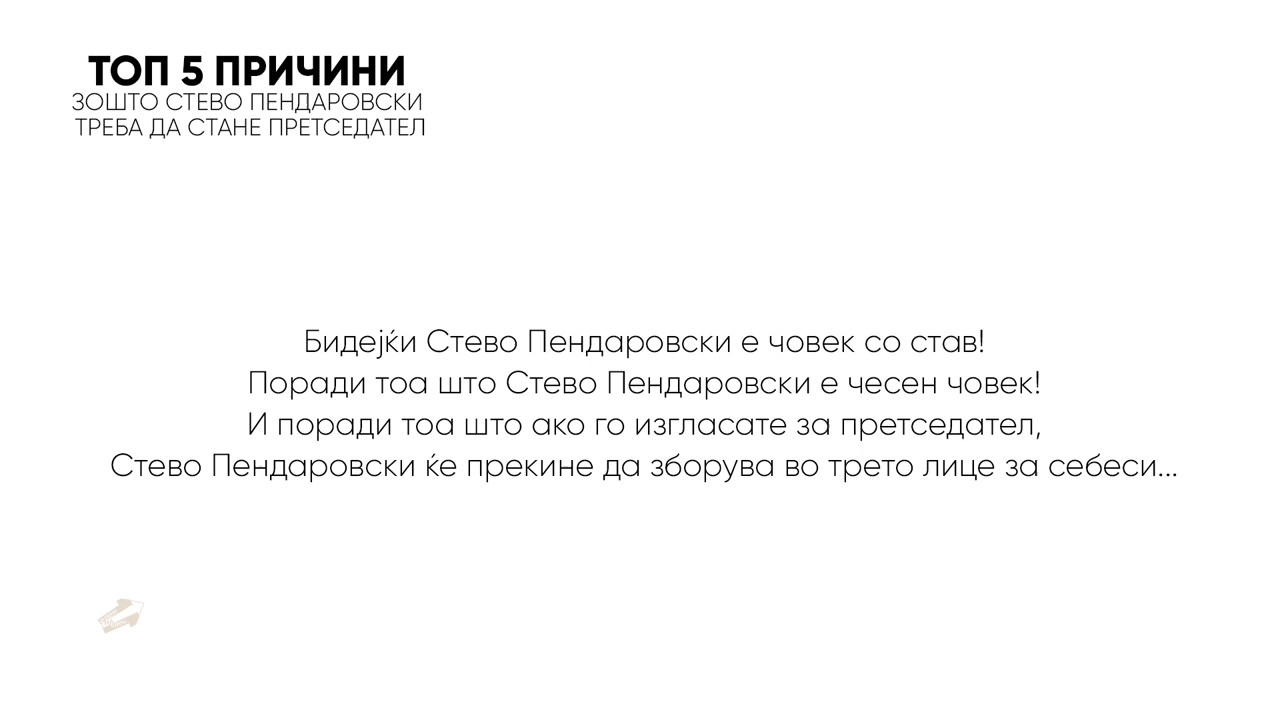 ТОП 5 ПРИЧИНИ
ЗОШТО СТЕВО ПЕНДАРОВСКИ
ТРЕБА ДА СТАНЕ ПРЕТСЕДАТЕЛ
Бидејќи Стево Пендаровски е човек со став!
Поради тоа што Стево Пендаровски е чесен човек!
И поради тоа што ако го изгласате за претседател,
Стево Пендаровски ќе прекине да зборува во трето лице за себеси...